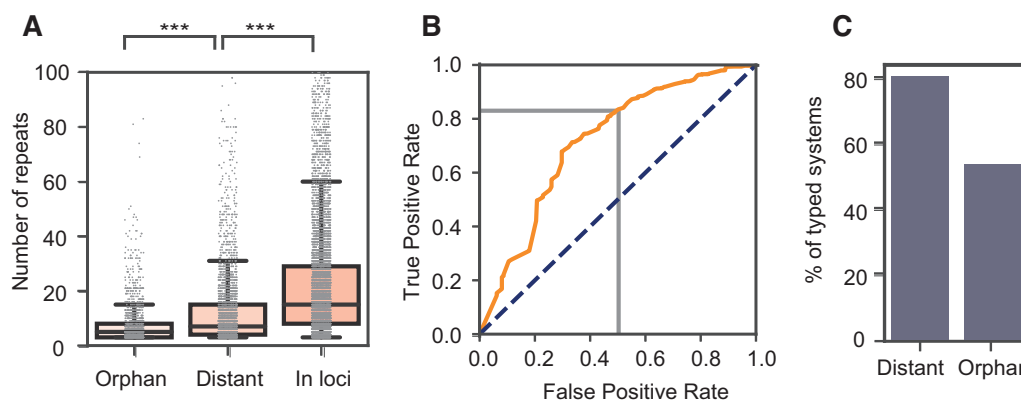 A
*** ***
Number of repeats
100
80
60
40
20
0
Orphan Distant In loci
B
True Positive Rate
1.0
0.8
0.6
0.4
0.2
0.0
0.0 0.2 0.4 0.6 0.8 1.0
False Positive Rate
C
% of typed systems
80
60
40
20
0
Distant Orphan